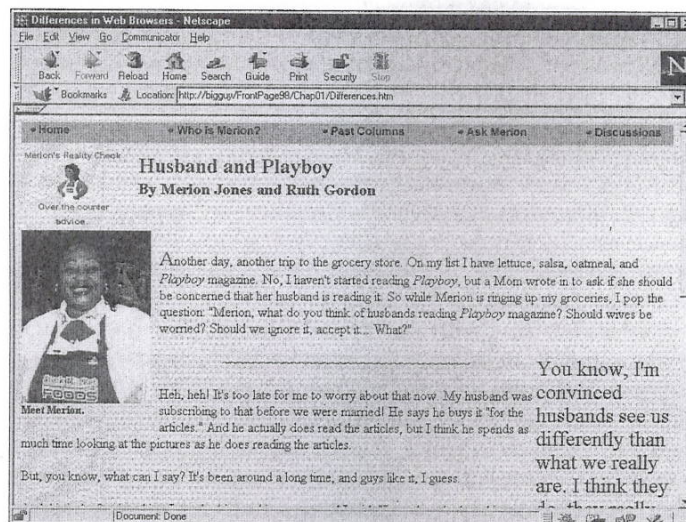 Differences in Web Browsers - Netscape
File Edit View Go Communicator Help
Back Forward Reload Home Search Guide Print Security Stop
N
Bookmarks Location: http://bigguy/FrontPage98/Chap01/Differences.htm
Home Who is Merion? Past Columns Ask Merion Discussions
Merion's Reality Check
Over the counter
advice.
Husband and Playboy
By Merion Jones and Ruth Gordon
Another day, another trip to the grocery store. On my list I have lettuce, salsa, oatmeal, and
Playboy magazine. No, I haven't started reading Playboy, but a Mom wrote in to ask if she should
be concerned that her husband is reading it. So while Merion is ringing up my groceries, I pop the
question: "Merion, what do you think of husbands reading Playboy magazine? Should wives be
worried? Should we ignore it, accept it... What?"
FOODS
Meet Merion.
Heh, heh! It's too late for me to worry about that now. My husband was
subscribing to that before we were married! He says he buys it "for the
articles." And he actually does read the articles, but I think he spends as
much time looking at the pictures as he does reading the articles.
But, you know, what can I say? It's been around a long time, and guys like it, I guess.
You know, I'm
convinced
husbands see us
differently than
what we really
are. I think they
do, they really
Document: Done